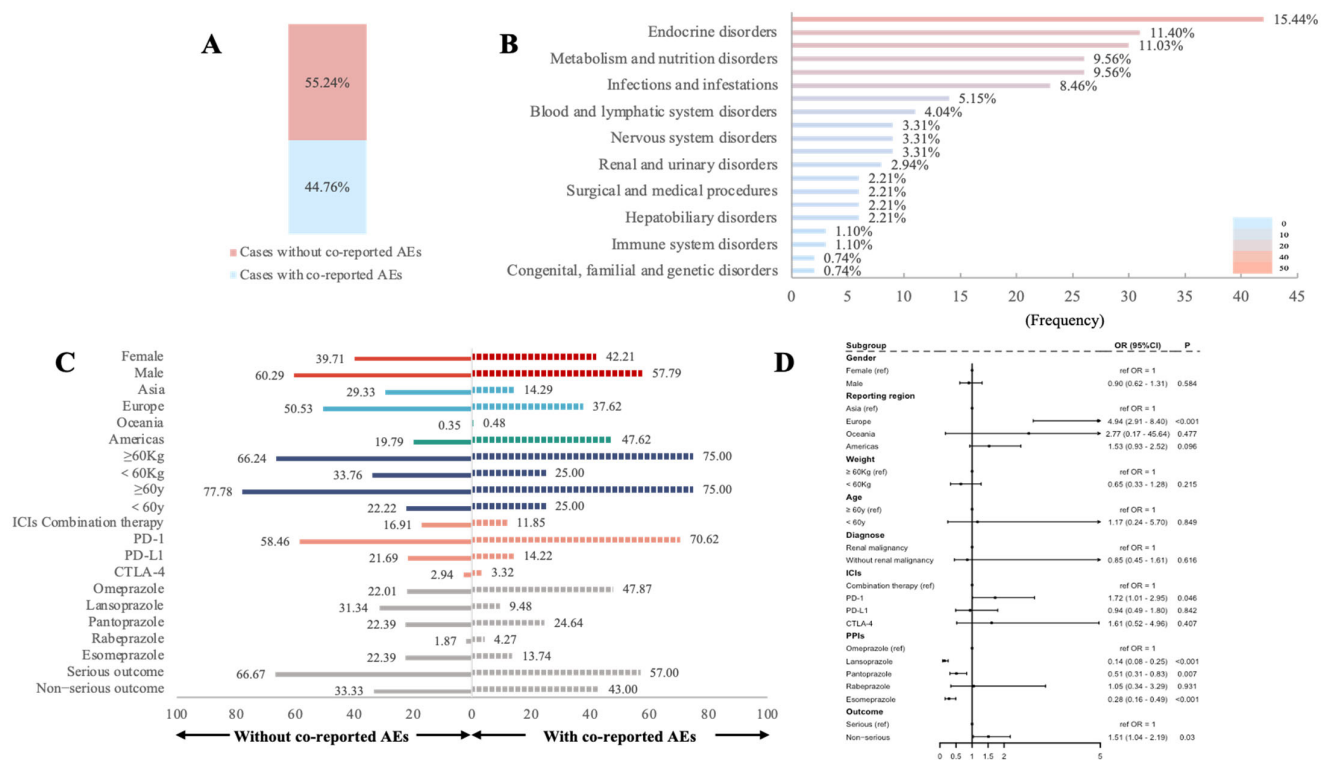 A
55.24%
44.76%
Cases without co-reported AEs
Cases with co-reported AEs
B
15.44%
Endocrine disorders 11.40%
11.03%
Metabolism and nutrition disorders 9.56%
9.56%
Infections and infestations 8.46%
5.15%
Blood and lymphatic system disorders 4.04%
3.31%
Nervous system disorders 3.31%
3.31%
Renal and urinary disorders 2.94%
2.21%
Surgical and medical procedures 2.21%
2.21%
Hepatobiliary disorders 2.21%
1.10%
Immune system disorders 1.10%
0.74%
Congenital, familial and genetic disorders 0.74%
0
10
20
40
50
0 5 10 15 20 25 30 35 40 45
(Frequency)
C
Female 39.71 42.21
Male 60.29 57.79
Asia 29.33 14.29
Europe 50.53 37.62
Oceania 0.35 0.48
Americas 19.79 47.62
≥60Kg 66.24 75.00
< 60Kg 33.76 25.00
≥60y 77.78 75.00
< 60y 22.22 25.00
ICIs Combination therapy 16.91 11.85
PD-1 58.46 70.62
PD-L1 21.69 14.22
CTLA-4 2.94 3.32
Omeprazole 22.01 47.87
Lansoprazole 31.34 9.48
Pantoprazole 22.39 24.64
Rabeprazole 1.87 4.27
Esomeprazole 22.39 13.74
Serious outcome 66.67 57.00
Non−serious outcome 33.33 43.00
100 80 60 40 20 0 20 40 60 80 100
Without co-reported AEs With co-reported AEs
D
Subgroup OR (95%CI) P
Gender
Female (ref) ref OR = 1
Male 0.90 (0.62 - 1.31) 0.584
Reporting region
Asia (ref) ref OR = 1
Europe 4.94 (2.91 - 8.40) <0.001
Oceania 2.77 (0.17 - 45.64) 0.477
Americas 1.53 (0.93 - 2.52) 0.096
Weight
≥ 60Kg (ref) ref OR = 1
< 60Kg 0.65 (0.33 - 1.28) 0.215
Age
≥ 60y (ref) ref OR = 1
< 60y 1.17 (0.24 - 5.70) 0.849
Diagnose
Renal malignancy ref OR = 1
Without renal malignancy 0.85 (0.45 - 1.61) 0.616
ICIs
Combination therapy (ref) ref OR = 1
PD-1 1.72 (1.01 - 2.95) 0.046
PD-L1 0.94 (0.49 - 1.80) 0.842
CTLA-4 1.61 (0.52 - 4.96) 0.407
PPIs
Omeprazole (ref) ref OR = 1
Lansoprazole 0.14 (0.08 - 0.25) <0.001
Pantoprazole 0.51 (0.31 - 0.83) 0.007
Rabeprazole 1.05 (0.34 - 3.29) 0.931
Esomeprazole 0.28 (0.16 - 0.49) <0.001
Outcome
Serious (ref) ref OR = 1
Non-serious 1.51 (1.04 - 2.19) 0.03
0 0.5 1 1.5 2 5